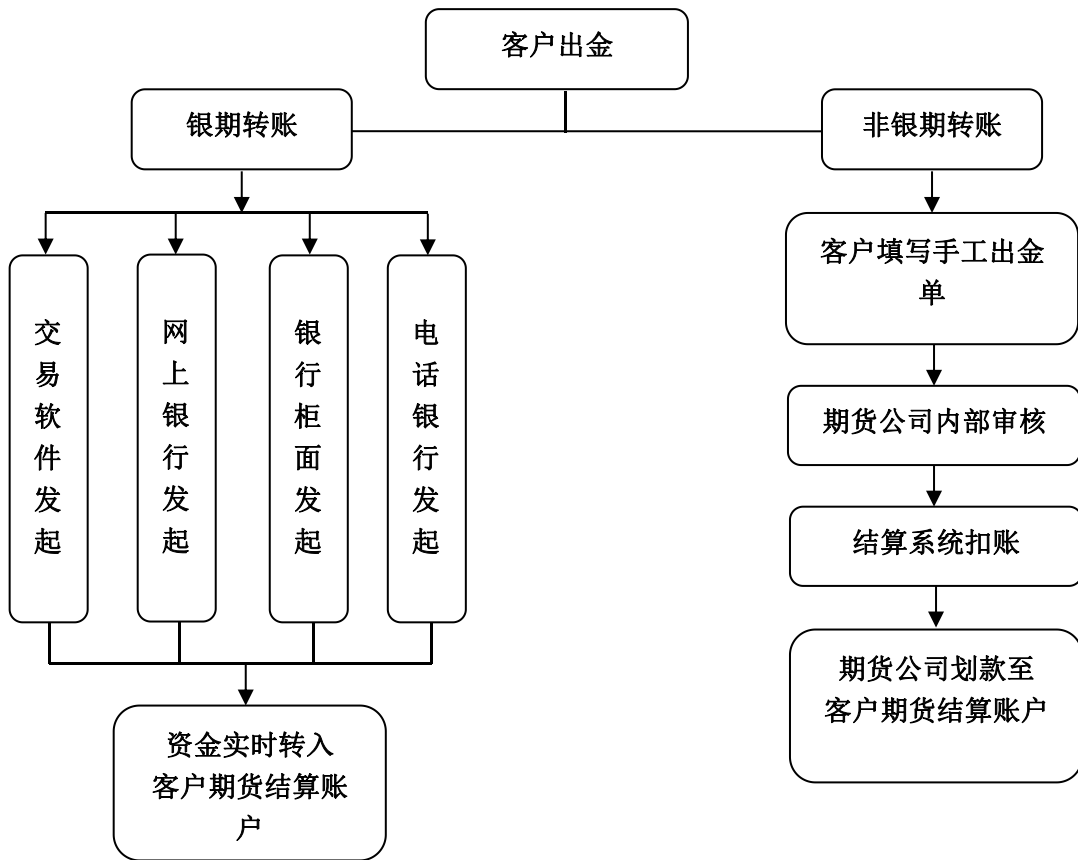 客户出金
银期转账
非银期转账
交易软件发起
网上银行发起
银行柜面发起
电话银行发起
资金实时转入
客户期货结算账
户
客户填写手工出金
单
期货公司内部审核
结算系统扣账
期货公司划款至
客户期货结算账户